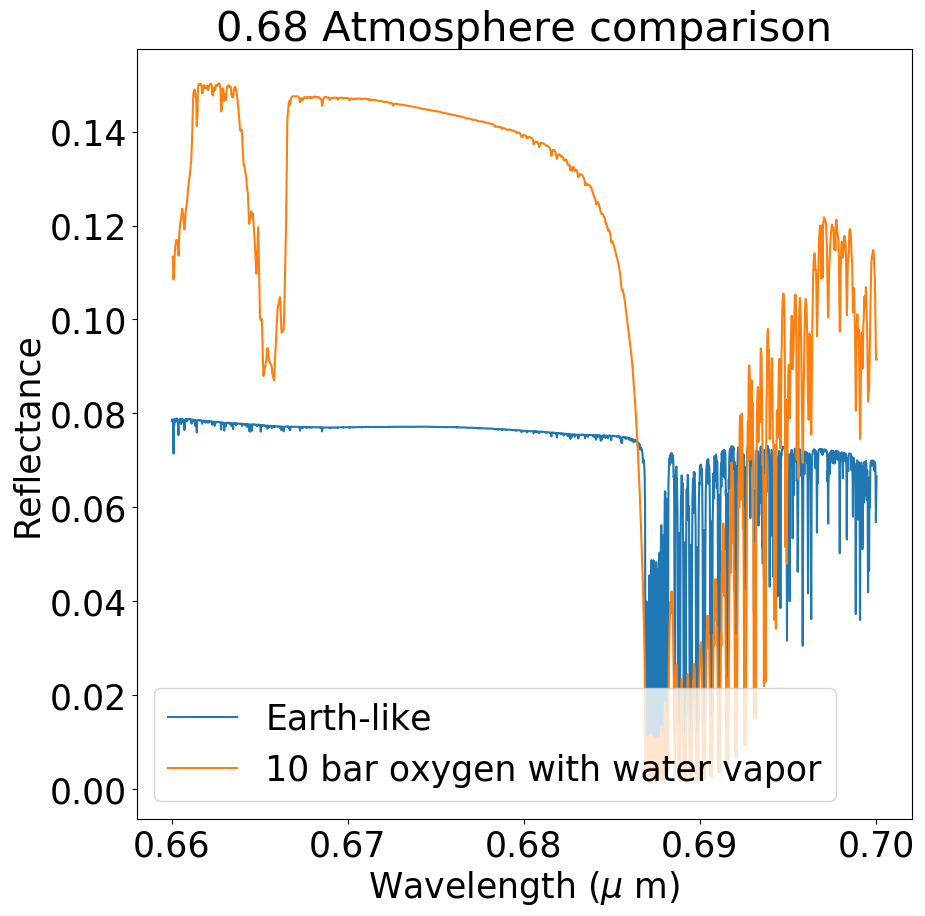 0.68 Atmosphere comparison
Reflectance
0.14
0.12
0.10
0.08
0.06
0.04
0.02
0.00
Earth-like
10 bar oxygen with water vapor
0.66 0.67 0.68 0.69 0.70
Wavelength (μ m)